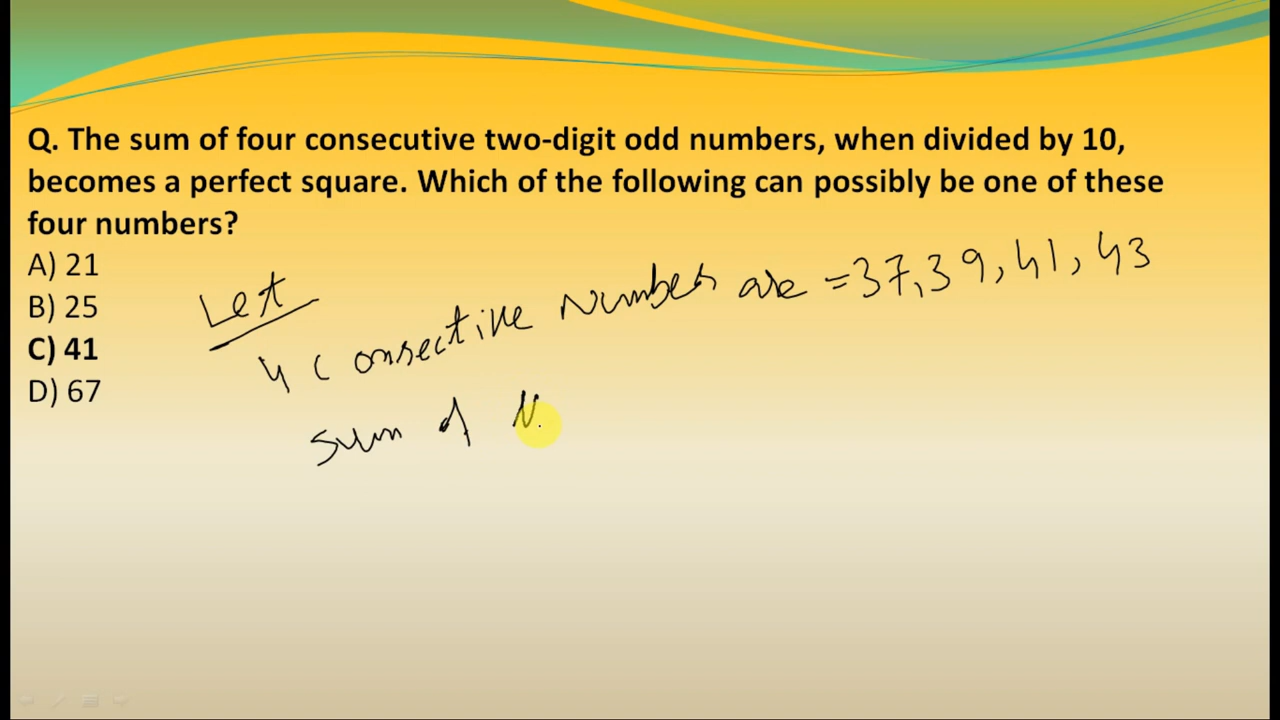 Q. The sum of four consecutive two-digit odd numbers, when divided by 10,
becomes a perfect square. Which of the following can possibly be one of these
four numbers?
A) 21
B) 25
C) 41
D) 67
Let
4 consective Numbers are = 37, 39, 41, 43
sum of N